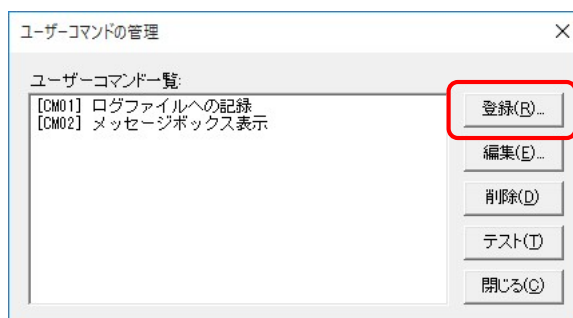 ユーザーコマンドの管理
ユーザーコマンド一覧:
[CM01] ログファイルへの記録
[CM02] メッセージボックス表示
登録(R)...
編集(E)...
削除(D)
テスト(T)
閉じる(C)